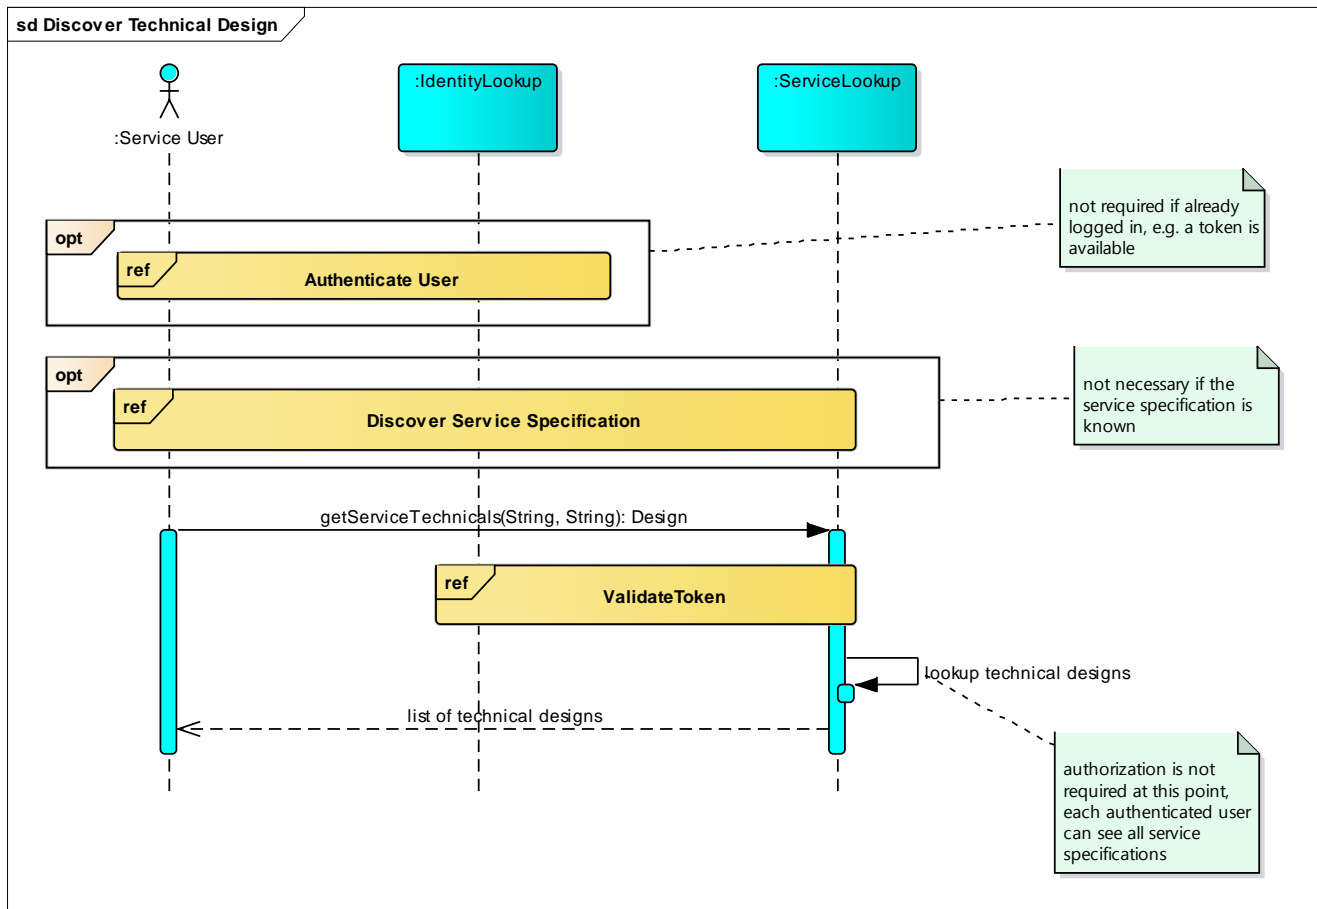 sd Discover Technical Design
:Service User
:IdentityLookup
:ServiceLookup
not required if already
logged in, e.g. a token is
available
opt
ref
Authenticate User
opt
ref
Discover Service Specification
not necessary if the
service specification is
known
getServiceTechnicals(String, String): Design
ref
ValidateToken
lookup technical designs
list of technical designs
authorization is not
required at this point,
each authenticated user
can see all service
specifications